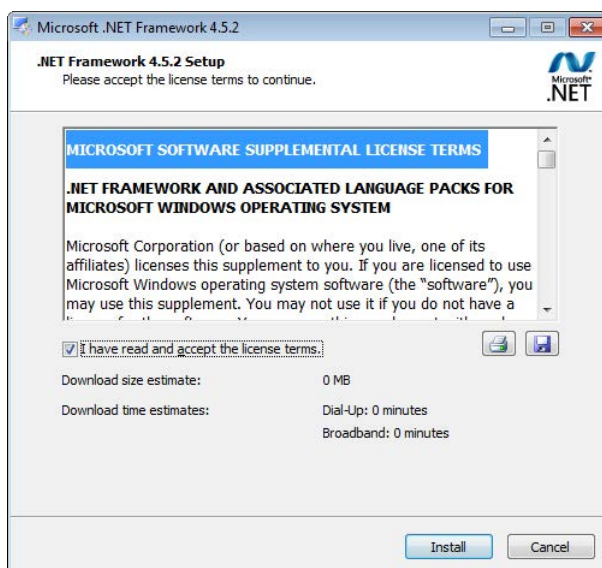 Microsoft .NET Framework 4.5.2
.NET Framework 4.5.2 Setup
Please accept the license terms to continue.
Microsoft
.NET
MICROSOFT SOFTWARE SUPPLEMENTAL LICENSE TERMS
.NET FRAMEWORK AND ASSOCIATED LANGUAGE PACKS FOR
MICROSOFT WINDOWS OPERATING SYSTEM
Microsoft Corporation (or based on where you live, one of its
affiliates) licenses this supplement to you. If you are licensed to use
Microsoft Windows operating system software (the “software”), you
may use this supplement. You may not use it if you do not have a
I have read and accept the license terms.
Download size estimate: 0 MB
Download time estimates: Dial-Up: 0 minutes
Broadband: 0 minutes
Install Cancel